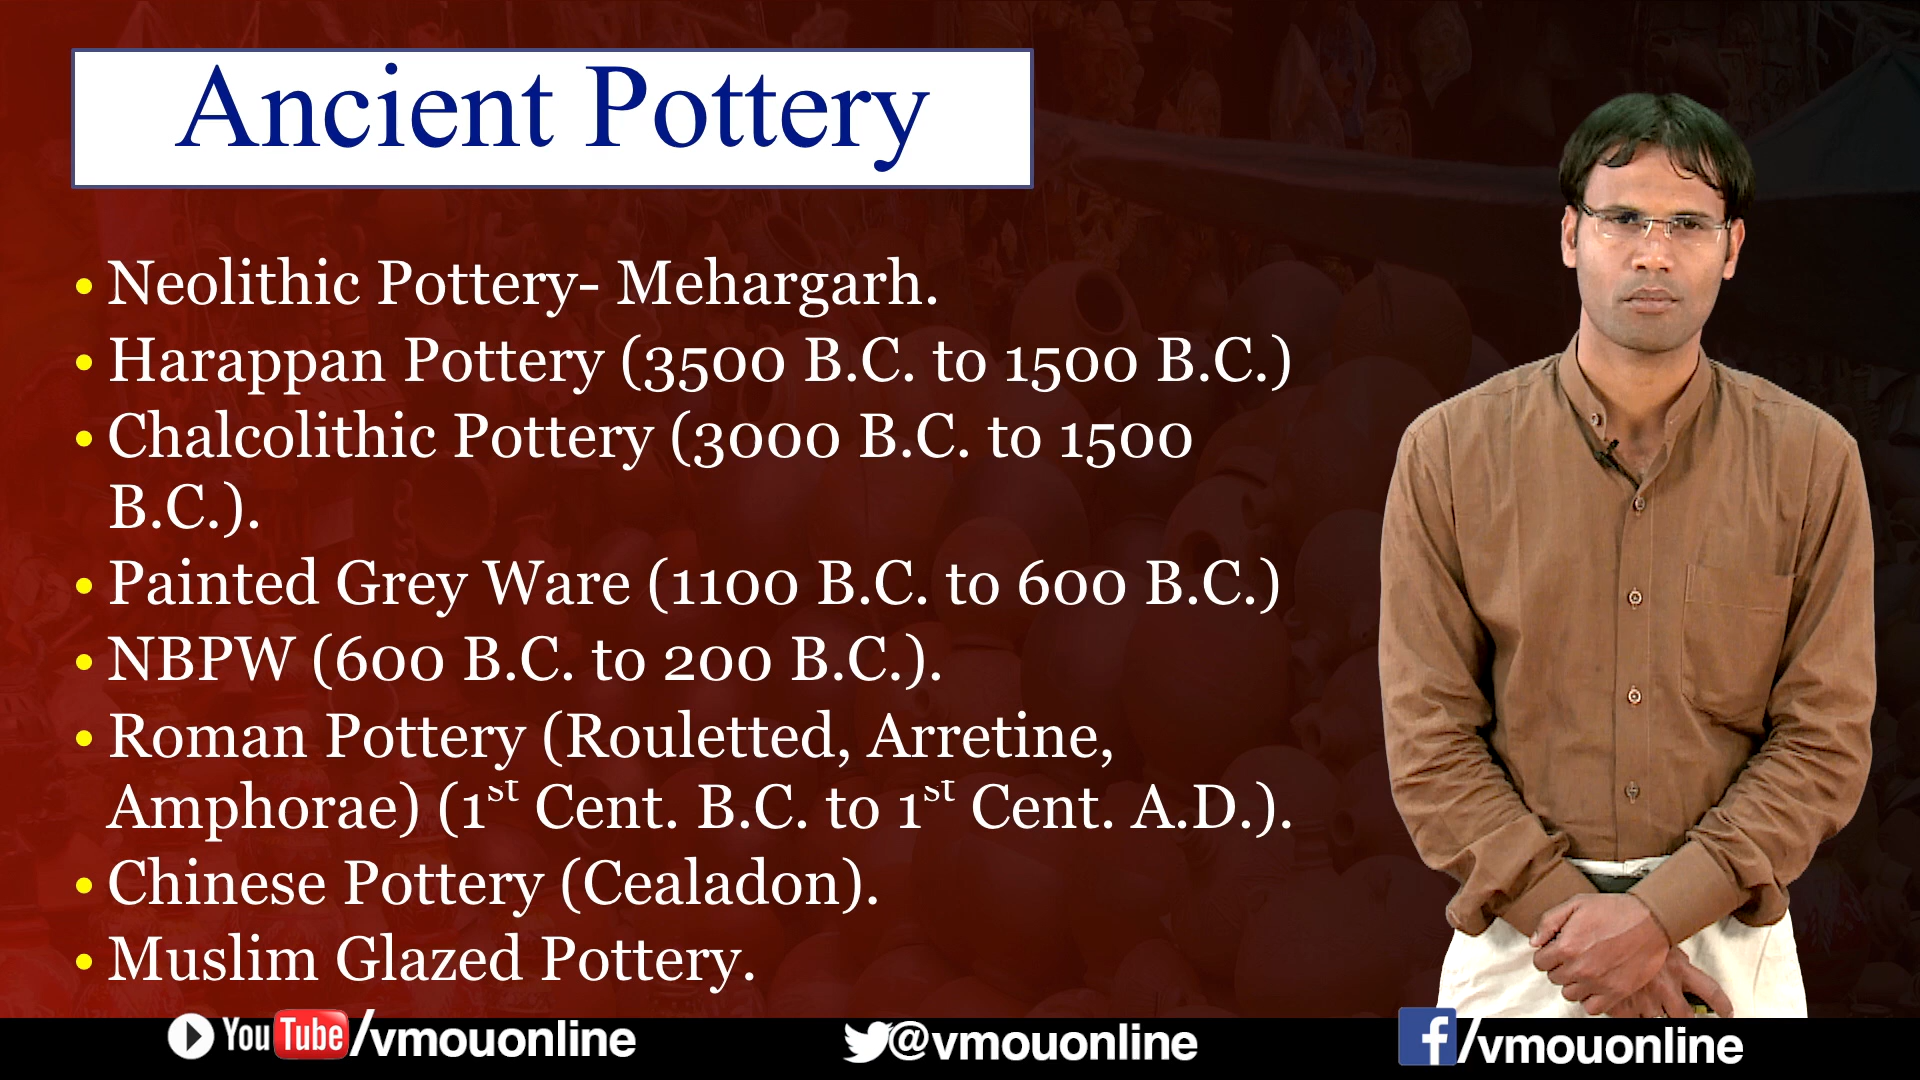 Ancient Pottery
• Neolithic Pottery- Mehargarh.
• Harappan Pottery (3500 B.C. to 1500 B.C.)
• Chalcolithic Pottery (3000 B.C. to 1500
B.C.).
• Painted Grey Ware (1100 B.C. to 600 B.C.)
• NBPW (600 B.C. to 200 B.C.).
• Roman Pottery (Rouletted, Arretine,
Amphorae) (1st Cent. B.C. to 1st Cent. A.D.).
• Chinese Pottery (Cealadon).
• Muslim Glazed Pottery.
YouTube/vmouonline @vmouonline f/vmouonline